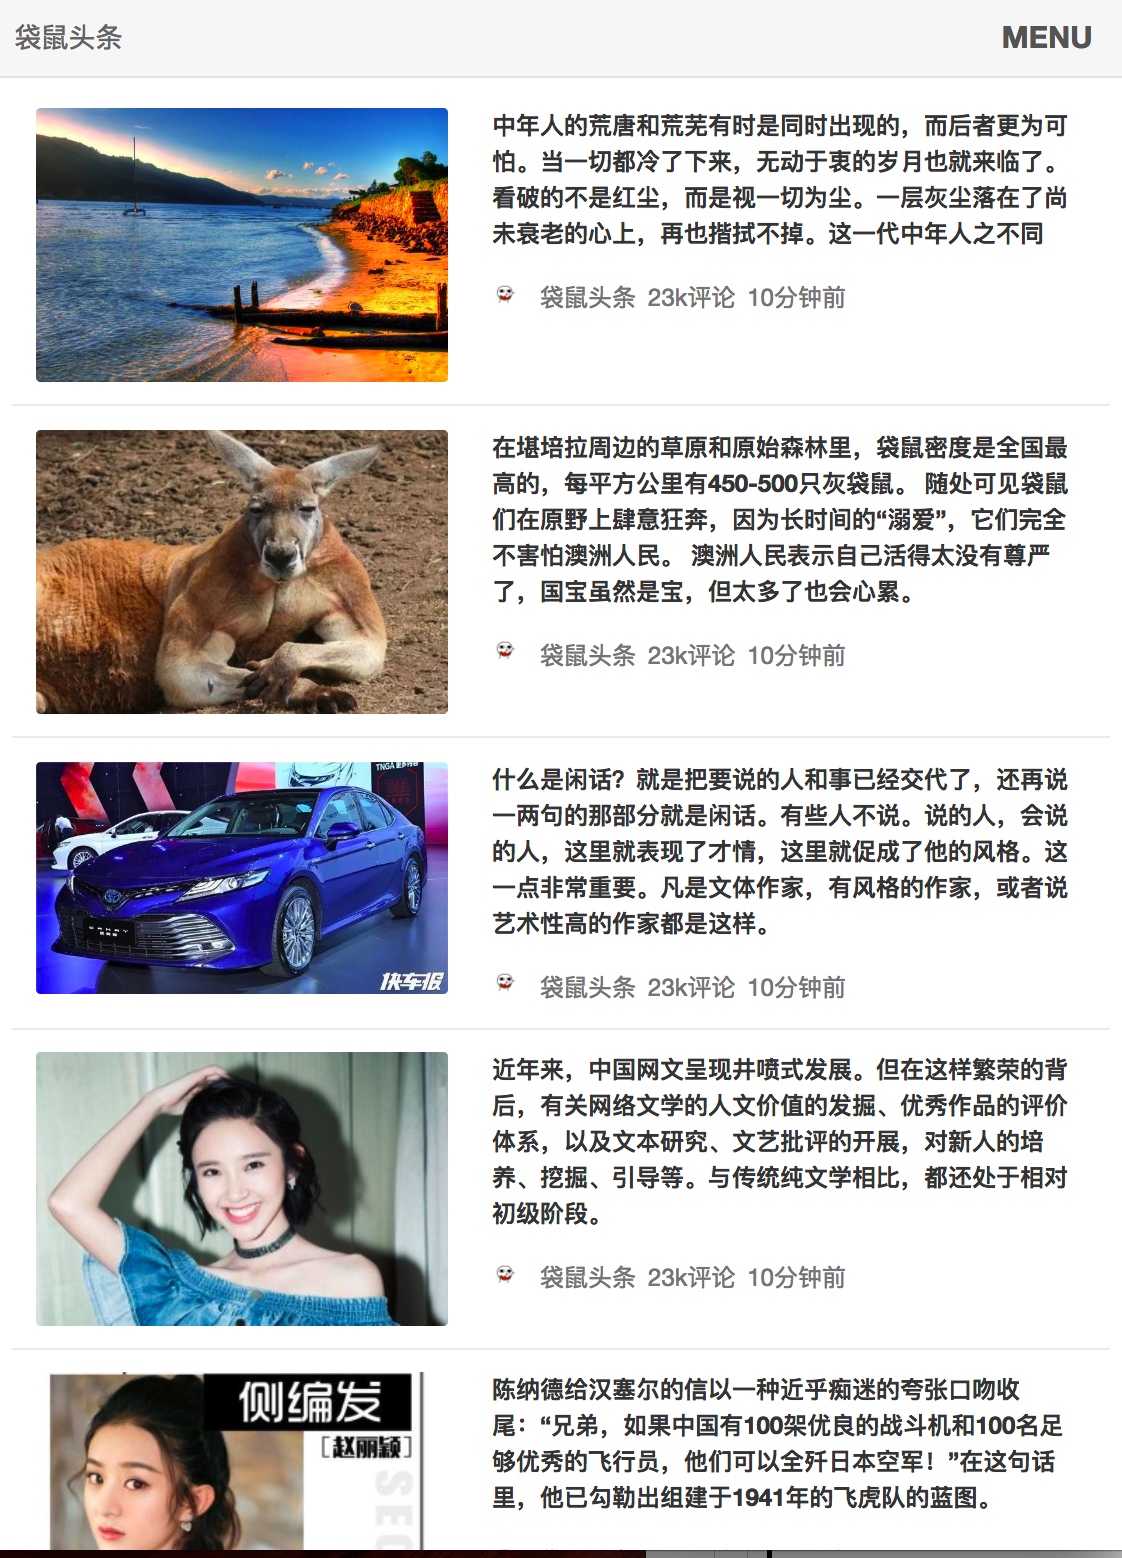 袋鼠头条
MENU
中年人的荒唐和荒芜有时是同时出现的，而后者更为可
怕。当一切都冷了下来，无动于衷的岁月也就来临了。
看破的不是红尘，而是视一切为尘。一层灰尘落在了尚
未衰老的心上，再也揩拭不掉。这一代中年人之不同
袋鼠头条 23k评论 10分钟前
在堪培拉周边的草原和原始森林里，袋鼠密度是全国最
高的，每平方公里有450-500只灰袋鼠。 随处可见袋鼠
们在原野上肆意狂奔，因为长时间的“溺爱”，它们完全
不害怕澳洲人民。 澳洲人民表示自己活得太没有尊严
了，国宝虽然是宝，但太多了也会心累。
袋鼠头条 23k评论 10分钟前
TNGA 更多内容
CAMRY
快车报
什么是闲话？就是把要说的人和事已经交代了，还再说
一两句的那部分就是闲话。有些人不说。说的人，会说
的人，这里就表现了才情，这里就促成了他的风格。这
一点非常重要。凡是文体作家，有风格的作家，或者说
艺术性高的作家都是这样。
袋鼠头条 23k评论 10分钟前
近年来，中国网文呈现井喷式发展。但在这样繁荣的背
后，有关网络文学的人文价值的发掘、优秀作品的评价
体系，以及文本研究、文艺批评的开展，对新人的培
养、挖掘、引导等。与传统纯文学相比，都还处于相对
初级阶段。
袋鼠头条 23k评论 10分钟前
侧编发
［赵丽颖］
陈纳德给汉塞尔的信以一种近乎痴迷的夸张口吻收
尾：“兄弟，如果中国有100架优良的战斗机和100名足
够优秀的飞行员，他们可以全歼日本空军！”在这句话
里，他已勾勒出组建于1941年的飞虎队的蓝图。